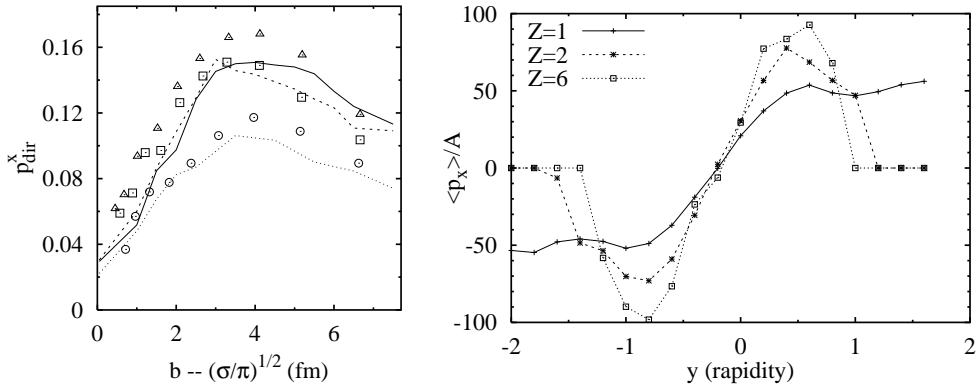 0.16
0.12
0.08
0.04
0
p^x_dir
0 2 4 6
b -- (σ/π)^1/2 (fm)
100
50
0
-50
-100
<p_x>/A
Z=1
Z=2
Z=6
-2 -1 0 1 2
y (rapidity)